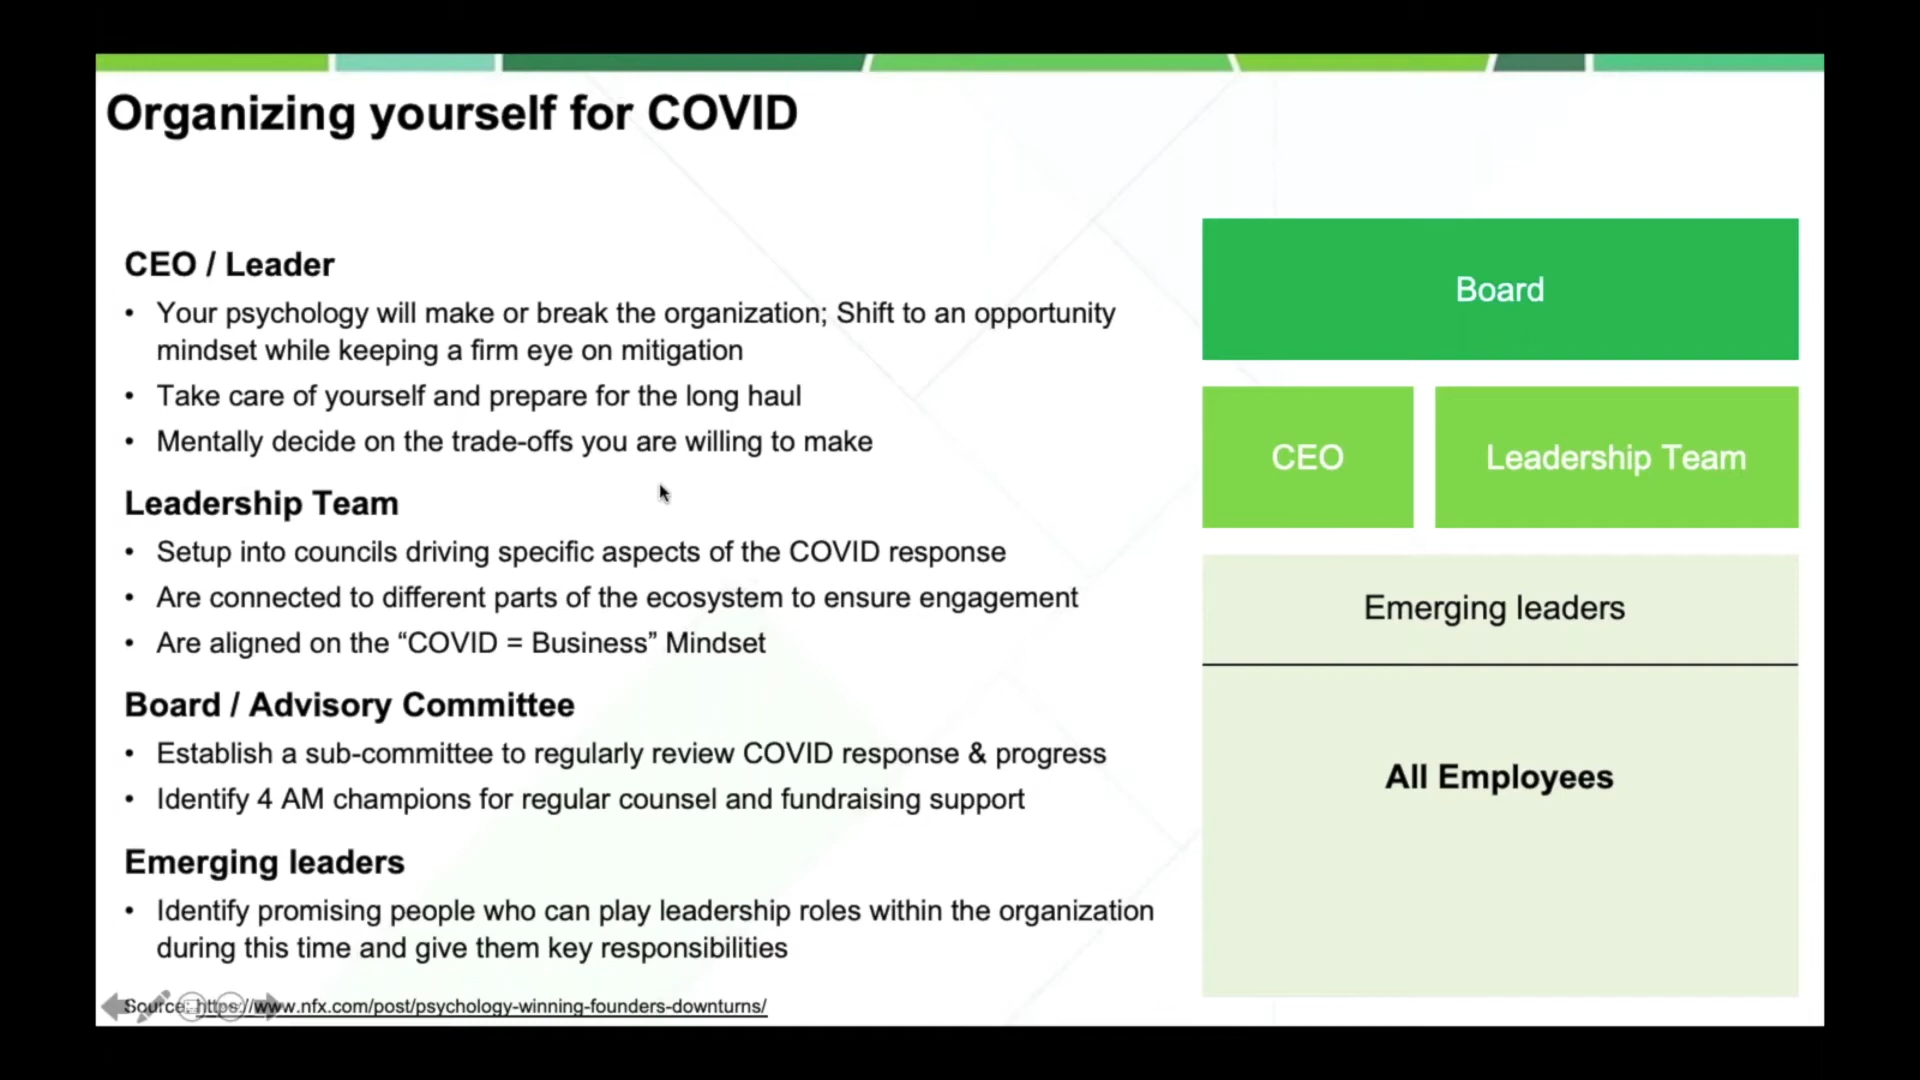 Organizing yourself for COVID
CEO / Leader
• Your psychology will make or break the organization; Shift to an opportunity
mindset while keeping a firm eye on mitigation
• Take care of yourself and prepare for the long haul
• Mentally decide on the trade-offs you are willing to make
Leadership Team
• Setup into councils driving specific aspects of the COVID response
• Are connected to different parts of the ecosystem to ensure engagement
• Are aligned on the “COVID = Business” Mindset
Board / Advisory Committee
• Establish a sub-committee to regularly review COVID response & progress
• Identify 4 AM champions for regular counsel and fundraising support
Emerging leaders
• Identify promising people who can play leadership roles within the organization
during this time and give them key responsibilities
Source: https://www.nfx.com/post/psychology-winning-founders-downturns/
Board
CEO
Leadership Team
Emerging leaders
All Employees